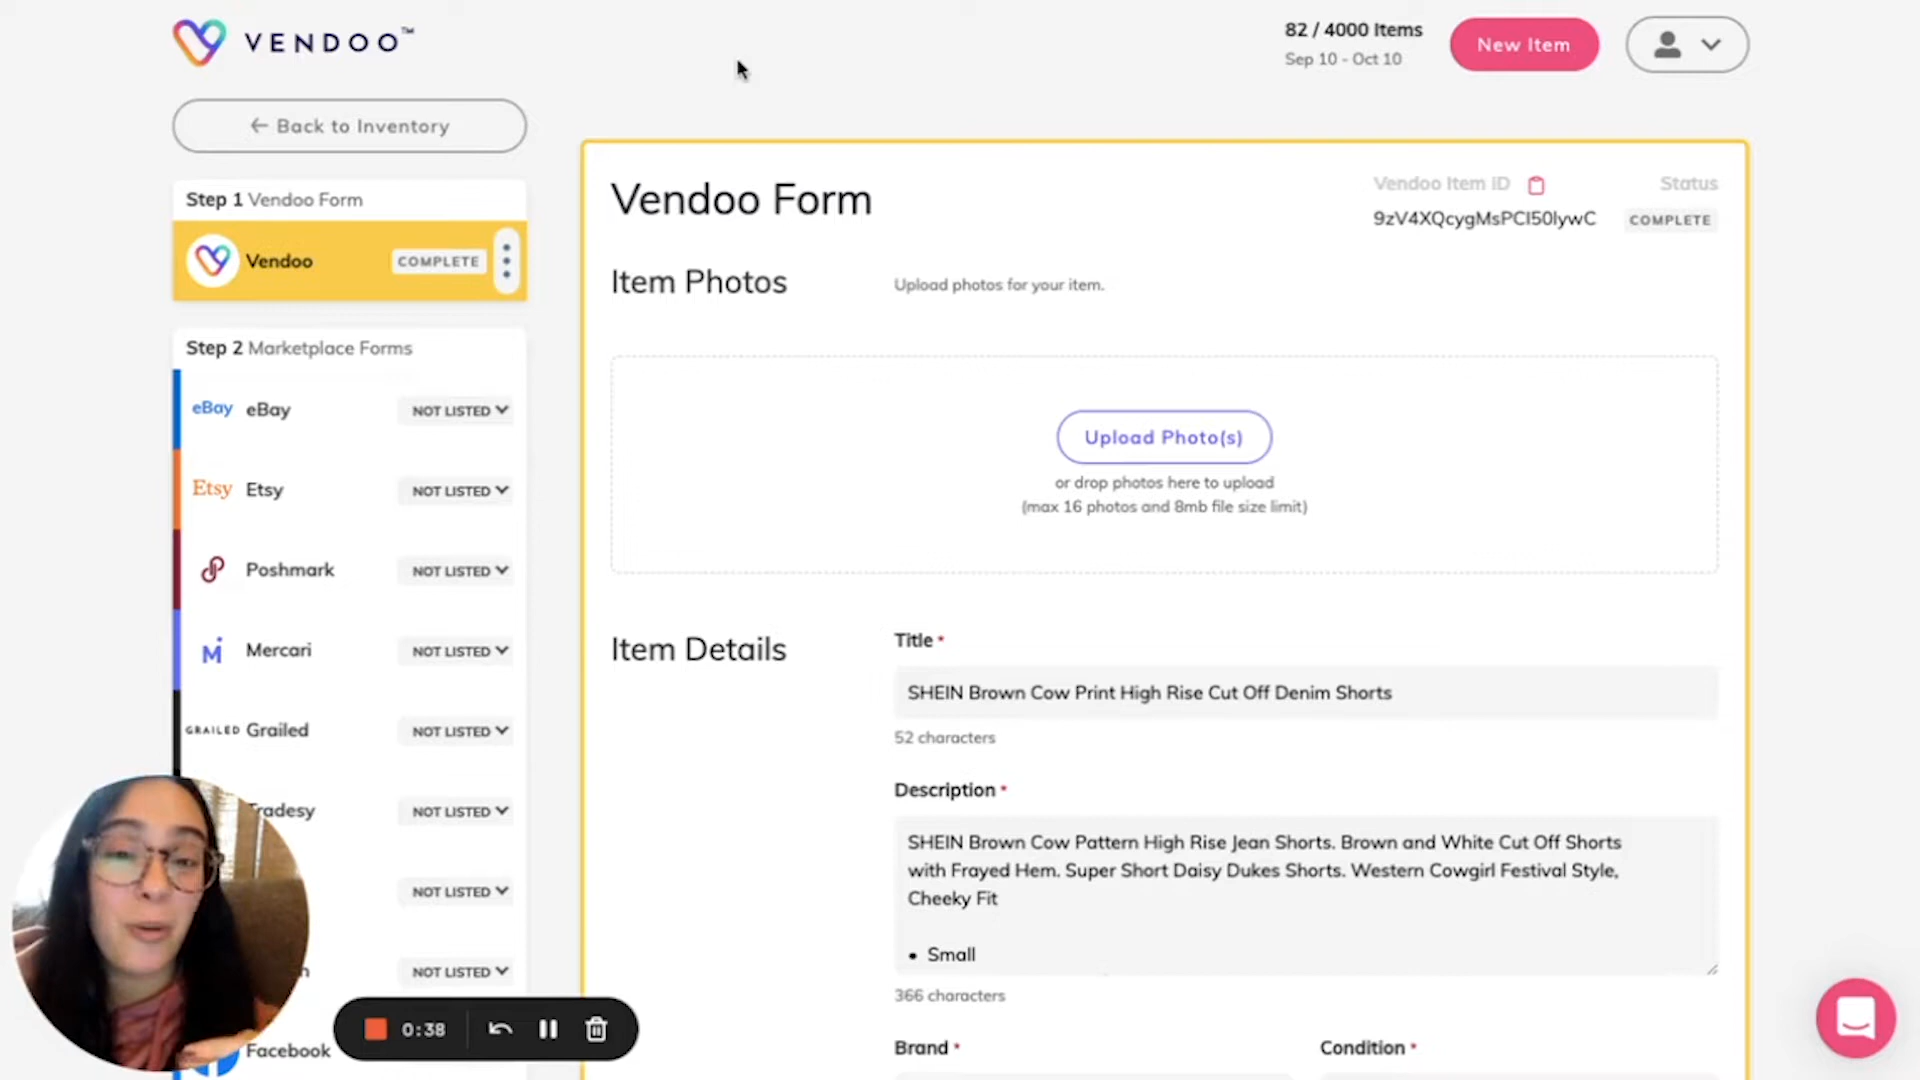 VENDOO™
82 / 4000 Items
Sep 10 - Oct 10
New Item
← Back to Inventory
Step 1 Vendoo Form
Vendoo
COMPLETE
Step 2 Marketplace Forms
eBay eBay NOT LISTED
Etsy Etsy NOT LISTED
Poshmark NOT LISTED
Mercari NOT LISTED
GRAILED Grailed NOT LISTED
Tradesy NOT LISTED
NOT LISTED
NOT LISTED
Facebook
0:38
Vendoo Form
Vendoo Item ID
9zV4XQcygMsPCI50lywC
Status
COMPLETE
Item Photos
Upload photos for your item.
Upload Photo(s)
or drop photos here to upload
(max 16 photos and 8mb file size limit)
Item Details
Title *
SHEIN Brown Cow Print High Rise Cut Off Denim Shorts
52 characters
Description *
SHEIN Brown Cow Pattern High Rise Jean Shorts. Brown and White Cut Off Shorts
with Frayed Hem. Super Short Daisy Dukes Shorts. Western Cowgirl Festival Style,
Cheeky Fit
• Small
366 characters
Brand *
Condition *